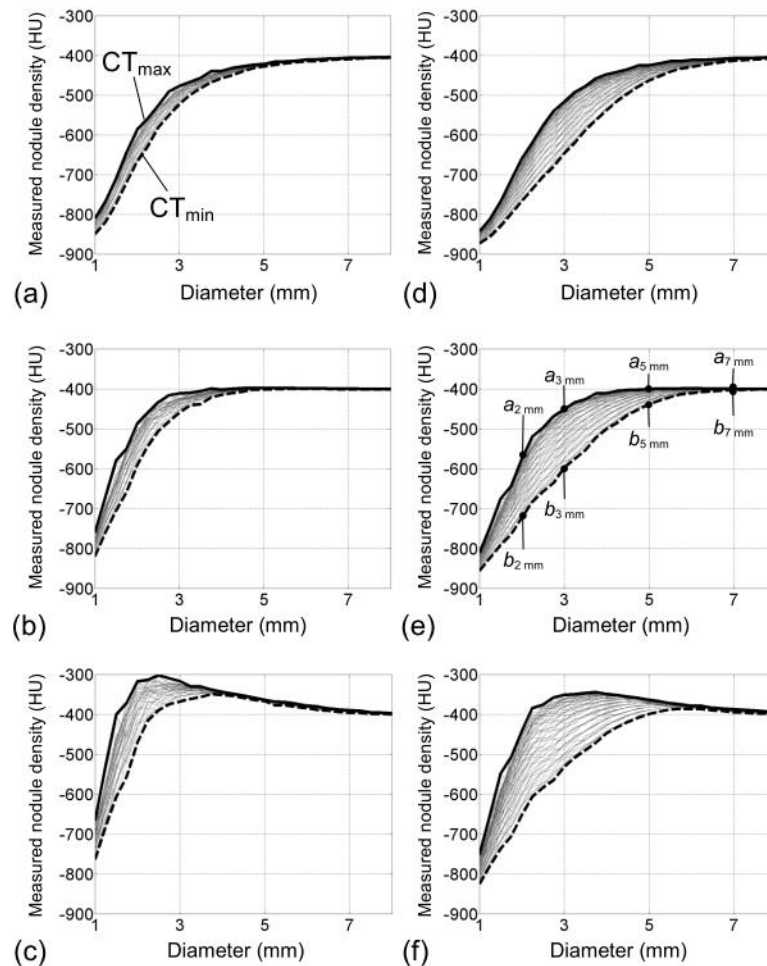 Measured nodule density (HU)
-300
-400
-500
-600
-700
-800
-900
CTmax
CTmin
1 3 5 7
Diameter (mm)
(a)
Measured nodule density (HU)
-300
-400
-500
-600
-700
-800
-900
1 3 5 7
Diameter (mm)
(d)
Measured nodule density (HU)
-300
-400
-500
-600
-700
-800
-900
1 3 5 7
Diameter (mm)
(b)
Measured nodule density (HU)
-300
-400
-500
-600
-700
-800
-900
a2 mm
a3 mm
a5 mm
a7 mm
b2 mm
b3 mm
b5 mm
b7 mm
1 3 5 7
Diameter (mm)
(e)
Measured nodule density (HU)
-300
-400
-500
-600
-700
-800
-900
1 3 5 7
Diameter (mm)
(c)
Measured nodule density (HU)
-300
-400
-500
-600
-700
-800
-900
1 3 5 7
Diameter (mm)
(f)